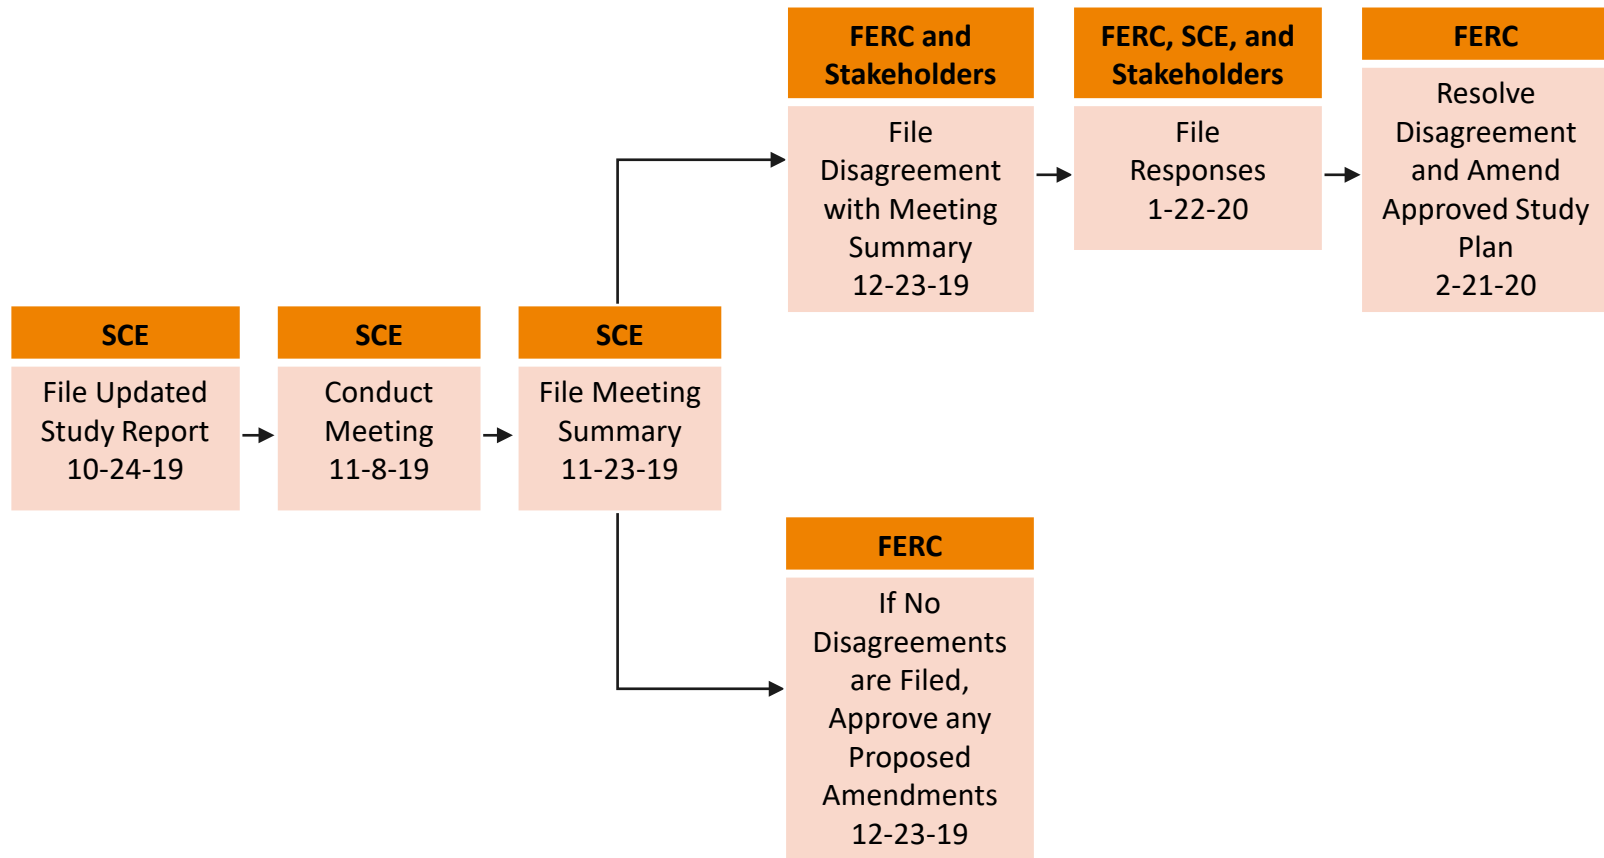 SCE
File Updated
Study Report
10-24-19
SCE
Conduct
Meeting
11-8-19
SCE
File Meeting
Summary
11-23-19
FERC and
Stakeholders
File
Disagreement
with Meeting
Summary
12-23-19
FERC, SCE, and
Stakeholders
File
Responses
1-22-20
FERC
Resolve
Disagreement
and Amend
Approved Study
Plan
2-21-20
FERC
If No
Disagreements
are Filed,
Approve any
Proposed
Amendments
12-23-19